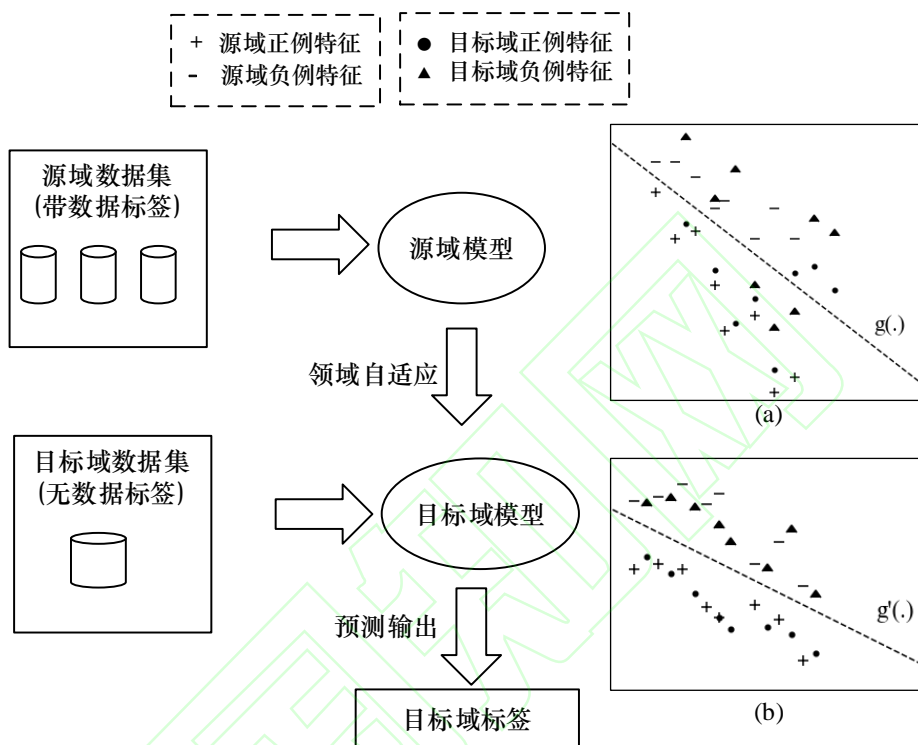 + 源域正例特征
- 源域负例特征
● 目标域正例特征
▲ 目标域负例特征
源域数据集
(带数据标签)
源域模型
g(.)
(a)
领域自适应
目标域数据集
(无数据标签)
目标域模型
g'(.)
预测输出
目标域标签
(b)